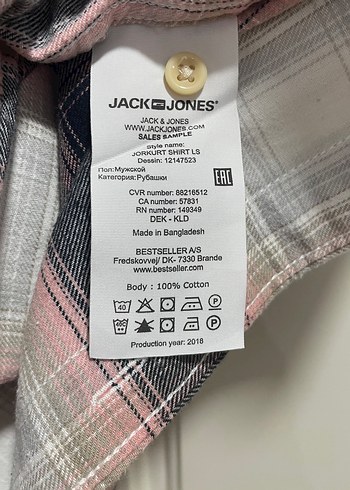 JACK JONES®
JACK & JONES
WWW.JACKJONES.COM
SALES SAMPLE
Style name:
JORKURT SHIRT LS
Dessin: 12147523
Пол:Мужской
Категория:Рубашки
EAC
CVR number: 88216512
CA number: 57831
RN number: 149349
DEK - KLD
Made in Bangladesh
BESTSELLER A/S
Fredskovvej/ DK- 7330 Brande
www.bestseller.com
Body : 100% Cotton
40
P
P
Production year: 2018